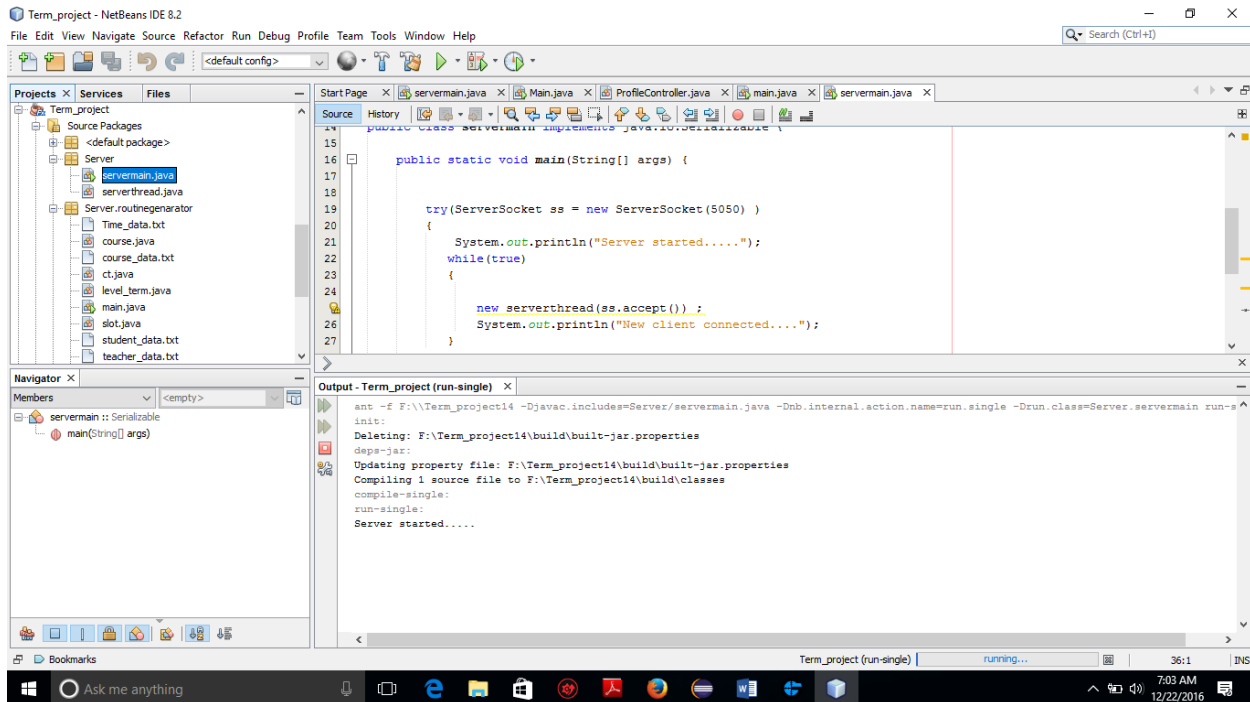 Term_project - NetBeans IDE 8.2
File Edit View Navigate Source Refactor Run Debug Profile Team Tools Window Help
Search (Ctrl+I)
<default config>
Projects Services Files
Start Page servermain.java Main.java ProfileController.java main.java servermain.java
Term_project
Source Packages
<default package>
Server
servermain.java
serverthread.java
Server.routinegenarator
Time_data.txt
course.java
course_data.txt
ct.java
level_term.java
main.java
slot.java
student_data.txt
teacher_data.txt
Source History
14 public class servermain implements java.io.Serializable {
15
16 public static void main(String[] args) {
17
18
19 try(ServerSocket ss = new ServerSocket(5050) )
20 {
21 System.out.println("Server started.....");
22 while(true)
23 {
24
new serverthread(ss.accept()) ;
26 System.out.println("New client connected....");
27 }
Navigator
Members <empty>
servermain :: Serializable
main(String[] args)
Output - Term_project (run-single)
ant -f F:\\Term_project14 -Djavac.includes=Server/servermain.java -Dnb.internal.action.name=run.single -Drun.class=Server.servermain run-s
init:
Deleting: F:\Term_project14\build\built-jar.properties
deps-jar:
Updating property file: F:\Term_project14\build\built-jar.properties
Compiling 1 source file to F:\Term_project14\build\classes
compile-single:
run-single:
Server started.....
Bookmarks
Term_project (run-single) running... 36:1 INS
Ask me anything
7:03 AM
12/22/2016